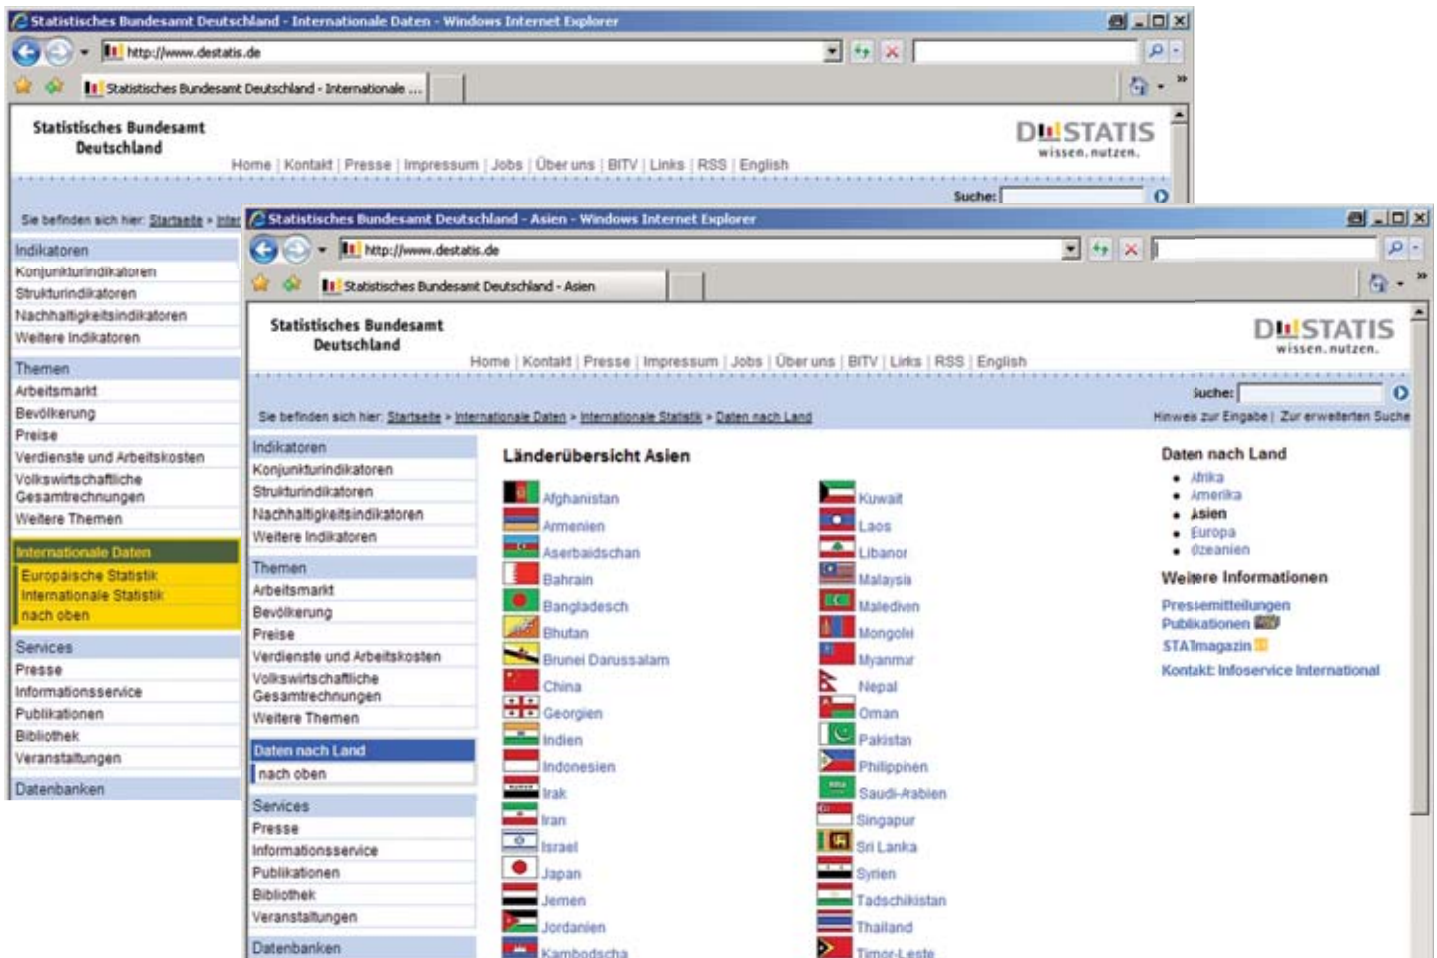 Statistisches Bundesamt Deutschland - Internationale Daten - Windows Internet Explorer
http://www.destatis.de
Statistisches Bundesamt Deutschland - Internationale ...
Statistisches Bundesamt
Deutschland
DESTATIS
wissen.nutzen.
Home | Kontakt | Presse | Impressum | Jobs | Über uns | BITV | Links | RSS | English
Suche:
Sie befinden sich hier: Startseite »
Indikatoren
Konjunkturindikatoren
Strukturindikatoren
Nachhaltigkeitsindikatoren
Weitere Indikatoren
Themen
Arbeitsmarkt
Bevölkerung
Preise
Verdienste und Arbeitskosten
Volkswirtschaftliche
Gesamtrechnungen
Weitere Themen
Internationale Daten
Europäische Statistik
Internationale Statistik
nach oben
Services
Presse
Informationsservice
Publikationen
Bibliothek
Veranstaltungen
Datenbanken
Statistisches Bundesamt Deutschland - Asien - Windows Internet Explorer
http://www.destatis.de
Statistisches Bundesamt Deutschland - Asien
Statistisches Bundesamt
Deutschland
DESTATIS
wissen.nutzen.
Home | Kontakt | Presse | Impressum | Jobs | Über uns | BITV | Links | RSS | English
Suche:
Sie befinden sich hier: Startseite » Internationale Daten » Internationale Statistik » Daten nach Land
Hinweis zur Eingabe | Zur erweiterten Suche
Indikatoren
Konjunkturindikatoren
Strukturindikatoren
Nachhaltigkeitsindikatoren
Weitere Indikatoren
Themen
Arbeitsmarkt
Bevölkerung
Preise
Verdienste und Arbeitskosten
Volkswirtschaftliche
Gesamtrechnungen
Weitere Themen
Daten nach Land
nach oben
Services
Presse
Informationsservice
Publikationen
Bibliothek
Veranstaltungen
Datenbanken
Länderübersicht Asien
Afghanistan
Armenien
Aserbaidschan
Bahrain
Bangladesch
Bhutan
Brunei Darussalam
China
Georgien
Indien
Indonesien
Irak
Iran
Israel
Japan
Jemen
Jordanien
Kambodscha
Kuwait
Laos
Libanon
Malaysia
Malediven
Mongolei
Myanmar
Nepal
Oman
Pakistan
Philippinen
Saudi-Arabien
Singapur
Sri Lanka
Syrien
Tadschikistan
Thailand
Timor-Leste
Daten nach Land
Afrika
Amerika
Asien
Europa
Ozeanien
Weitere Informationen
Pressemitteilungen
Publikationen
STATmagazin
Kontakt: Infoservice International